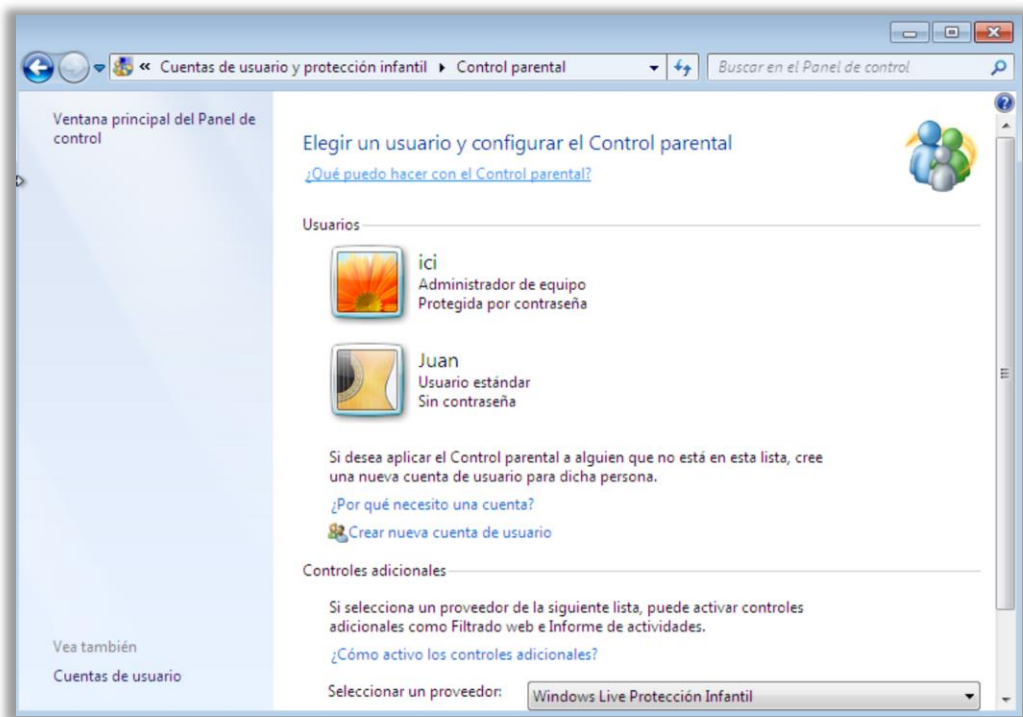 « Cuentas de usuario y protección infantil ▸ Control parental
Buscar en el Panel de control
Ventana principal del Panel de
control
Elegir un usuario y configurar el Control parental
¿Qué puedo hacer con el Control parental?
Usuarios
ici
Administrador de equipo
Protegida por contraseña
Juan
Usuario estándar
Sin contraseña
Si desea aplicar el Control parental a alguien que no está en esta lista, cree
una nueva cuenta de usuario para dicha persona.
¿Por qué necesito una cuenta?
Crear nueva cuenta de usuario
Controles adicionales
Si selecciona un proveedor de la siguiente lista, puede activar controles
adicionales como Filtrado web e Informe de actividades.
¿Cómo activo los controles adicionales?
Seleccionar un proveedor: Windows Live Protección Infantil
Vea también
Cuentas de usuario